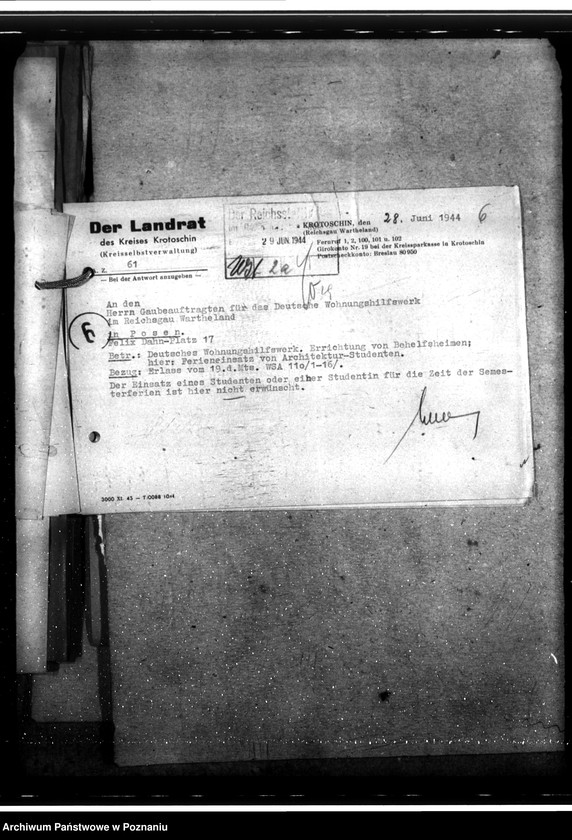 Der Landrat
des Kreises Krotoschin
(Kreisselbstverwaltung)
z. 61
— Bei der Antwort anzugeben —
Der Reichsst
29 JUN. 1944
WSt 2a
KROTOSCHIN, den 28. Juni 1944
(Reichsgau Wartheland)
Fernruf 1, 2, 100, 101 u. 102
Girokonto Nr. 19 bei der Kreissparkasse in Krotoschin
Postscheckkonto: Breslau 80 950
6
An den
Herrn Gaubeauftragten für das Deutsche Wohnungshilfswerk
im Reichsgau Wartheland
in Posen.
Felix Dahn-Platz 17
6
Betr.: Deutsches Wohnungshilfswerk. Errichtung von Behelfsheimen;
hier: Ferieneinsatz von Architektur-Studenten.
Bezug: Erlass vom 19.d.Mts. WSA 11o/1-16/.
Der Einsatz eines Studenten oder einer Studentin für die Zeit der Semes-
terferien ist hier nicht erwünscht.
Archiwum Państwowe w Poznaniu